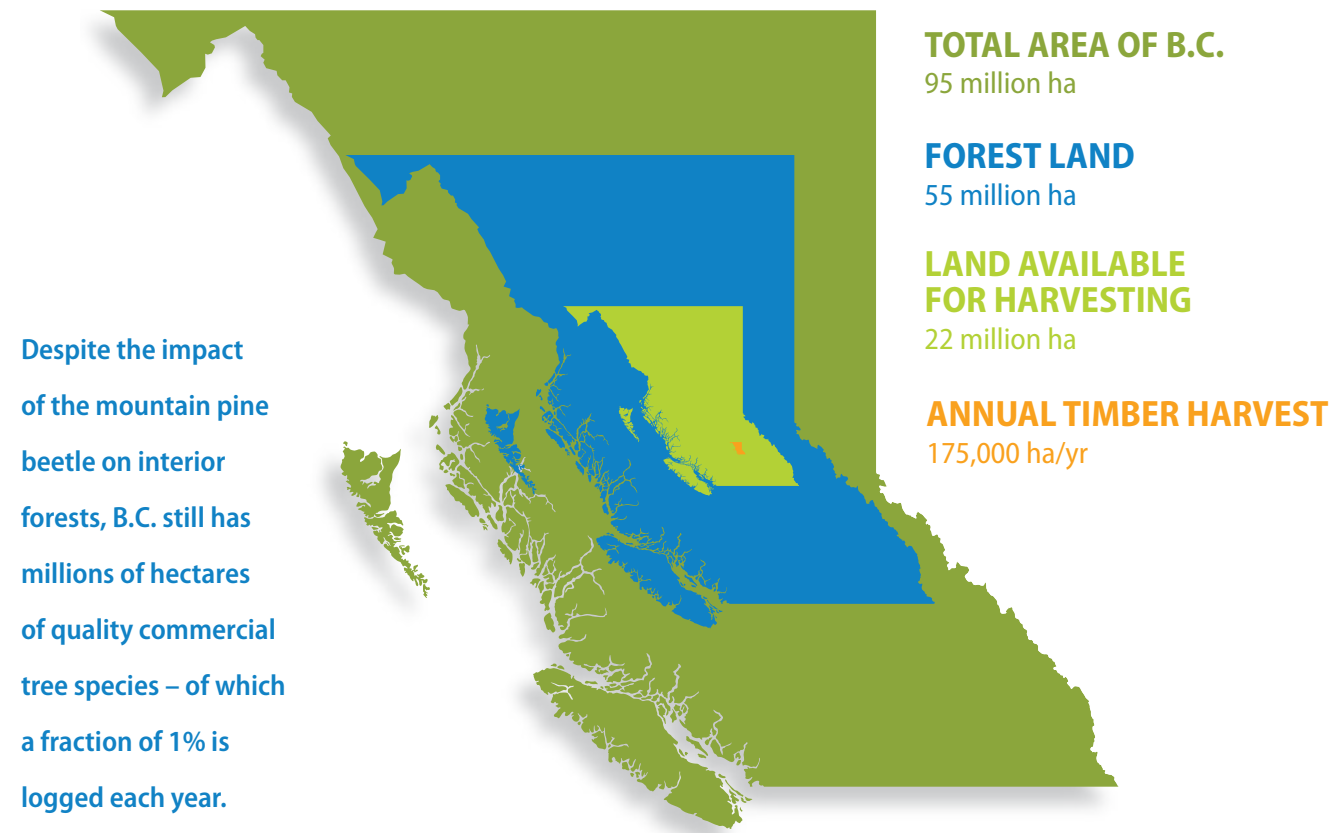 TOTAL AREA OF B.C.
95 million ha
FOREST LAND
55 million ha
LAND AVAILABLE
FOR HARVESTING
22 million ha
ANNUAL TIMBER HARVEST
175,000 ha/yr
Despite the impact
of the mountain pine
beetle on interior
forests, B.C. still has
millions of hectares
of quality commercial
tree species – of which
a fraction of 1% is
logged each year.